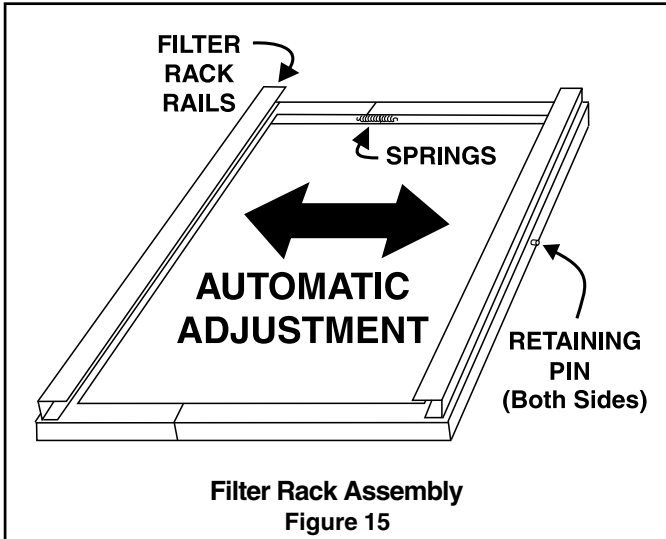 FILTER
RACK
RAILS
SPRINGS
AUTOMATIC
ADJUSTMENT
RETAINING
PIN
(Both Sides)
Filter Rack Assembly
Figure 15